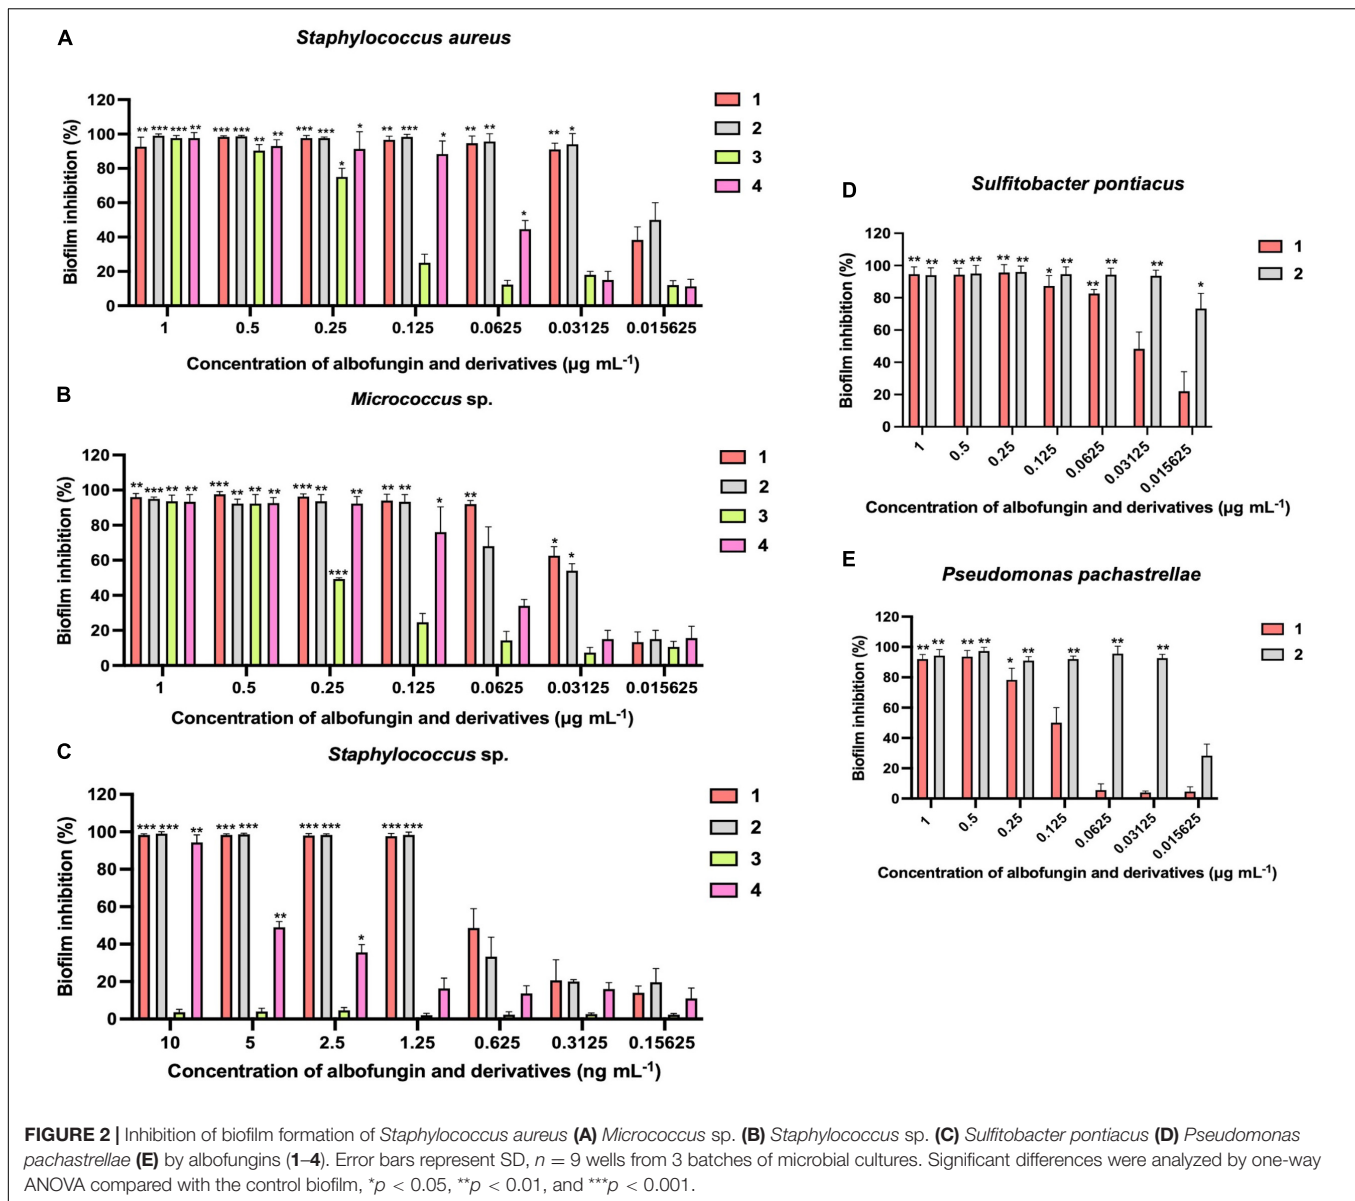 A
Staphylococcus aureus
Biofilm inhibition (%)
120
100
80
60
40
20
0
** *** *** ** *** *** ** ** *** *** * * ** *** * ** ** * ** *
1 0.5 0.25 0.125 0.0625 0.03125 0.015625
Concentration of albofungin and derivatives (µg mL-1)
1
2
3
4
B
Micrococcus sp.
Biofilm inhibition (%)
120
100
80
60
40
20
0
** *** ** ** *** ** ** ** *** ** *** ** ** ** * ** * *
1 0.5 0.25 0.125 0.0625 0.03125 0.015625
Concentration of albofungin and derivatives (µg mL-1)
1
2
3
4
C
Staphylococcus sp.
Biofilm inhibition (%)
120
100
80
60
40
20
0
*** *** ** *** *** ** *** *** * *** ***
10 5 2.5 1.25 0.625 0.3125 0.15625
Concentration of albofungin and derivatives (ng mL-1)
1
2
3
4
D
Sulfitobacter pontiacus
Biofilm inhibition (%)
120
100
80
60
40
20
0
** ** ** ** ** ** * ** ** ** ** *
1 0.5 0.25 0.125 0.0625 0.03125 0.015625
Concentration of albofungin and derivatives (µg mL-1)
1
2
E
Pseudomonas pachastrellae
Biofilm inhibition (%)
120
100
80
60
40
20
0
** ** ** ** * ** ** ** **
1 0.5 0.25 0.125 0.0625 0.03125 0.015625
Concentration of albofungin and derivatives (µg mL-1)
1
2
FIGURE 2 | Inhibition of biofilm formation of Staphylococcus aureus (A) Micrococcus sp. (B) Staphylococcus sp. (C) Sulfitobacter pontiacus (D) Pseudomonas
pachastrellae (E) by albofungins (1–4). Error bars represent SD, n = 9 wells from 3 batches of microbial cultures. Significant differences were analyzed by one-way
ANOVA compared with the control biofilm, *p < 0.05, **p < 0.01, and ***p < 0.001.